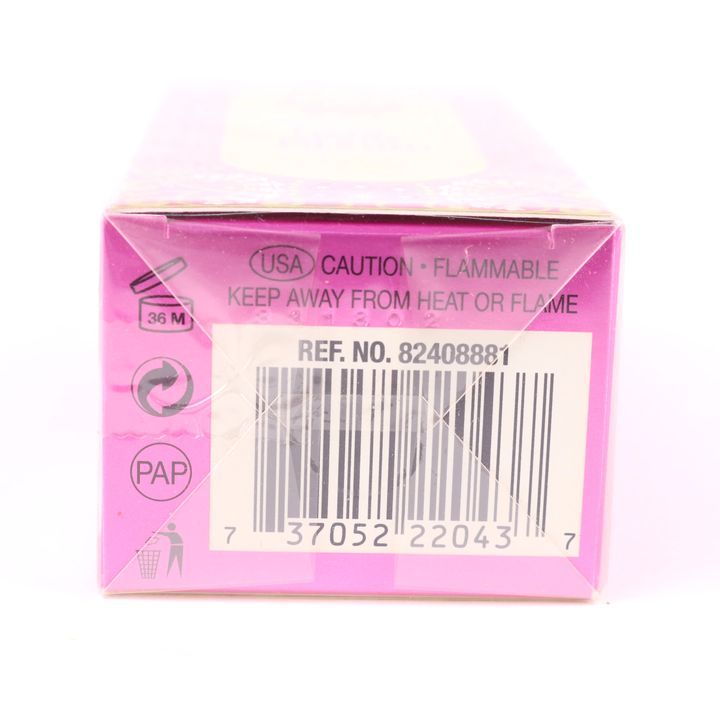 USA CAUTION • FLAMMABLE
KEEP AWAY FROM HEAT OR FLAME
36 M
REF. NO. 82408881
PAP
7 37052 22043 7